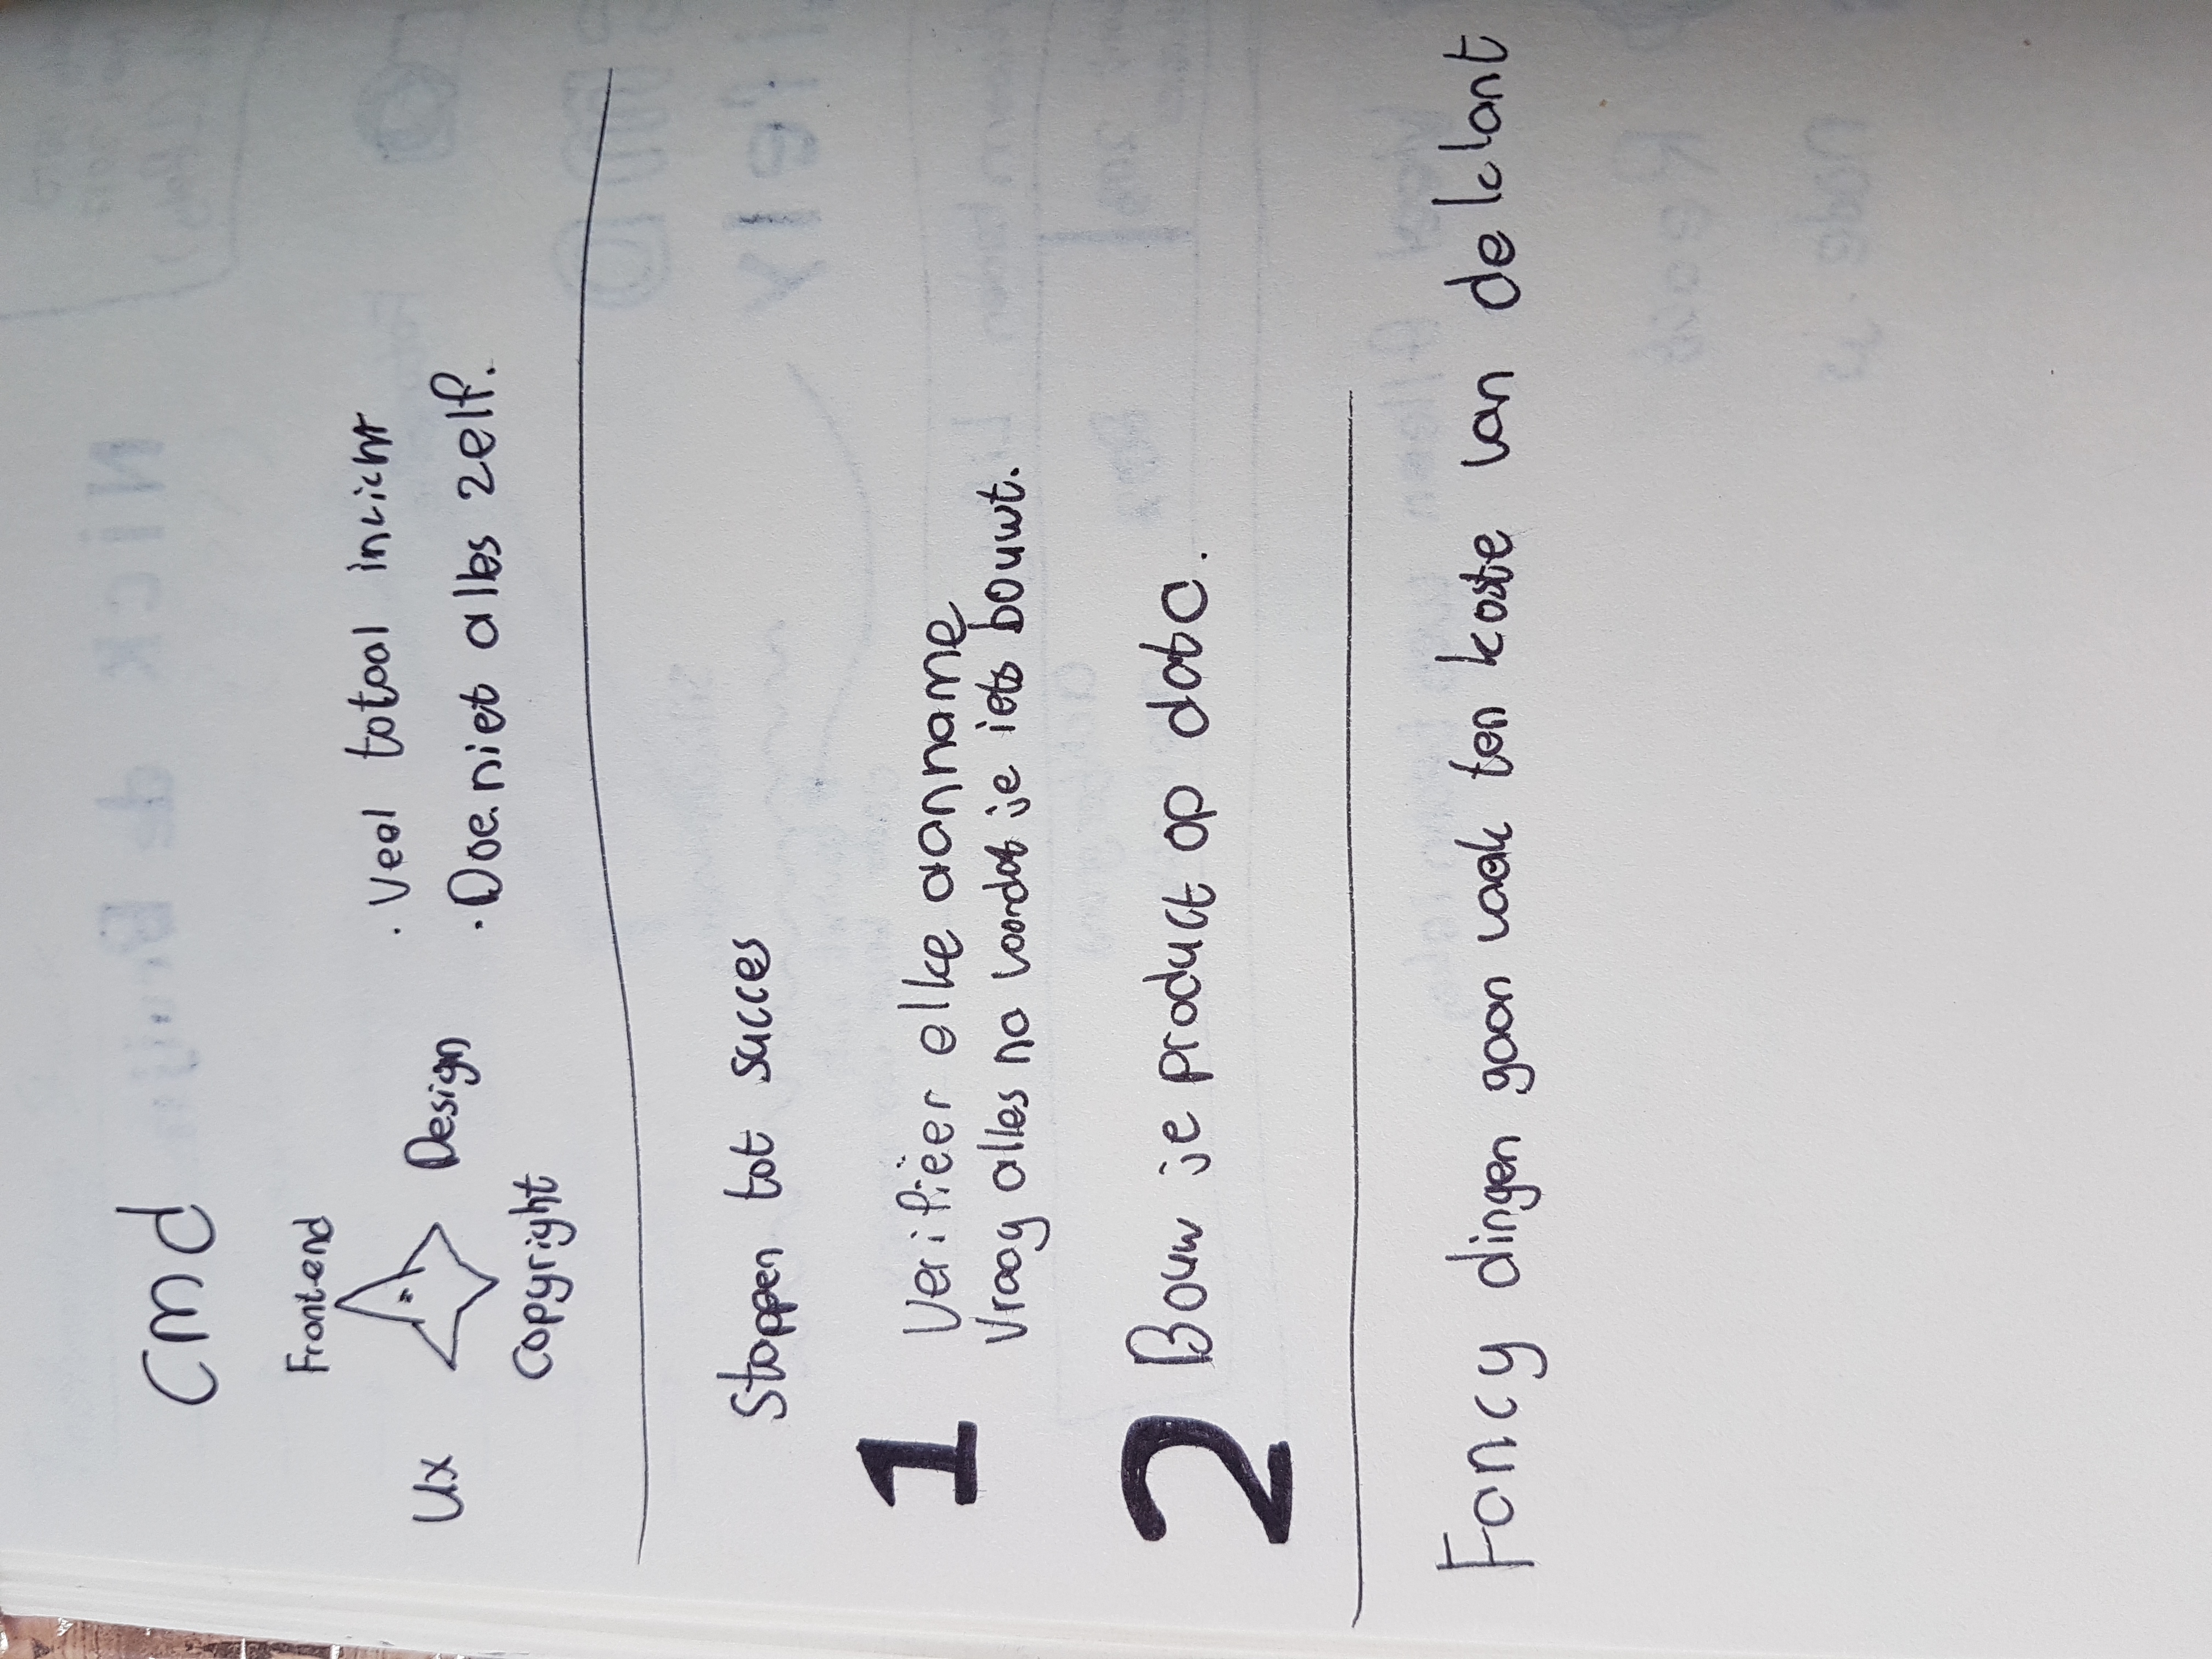 cmd
Frontend
Ux
Design
Copyright
. Veel totaal inzicht
. Doe niet alles zelf.
Stappen tot succes
1 Verifiëer elke aanname
Vraag alles na voordat je iets bouwt.
2 Bouw je product op data.
Fancy dingen gaan vaak ten koste van de klant